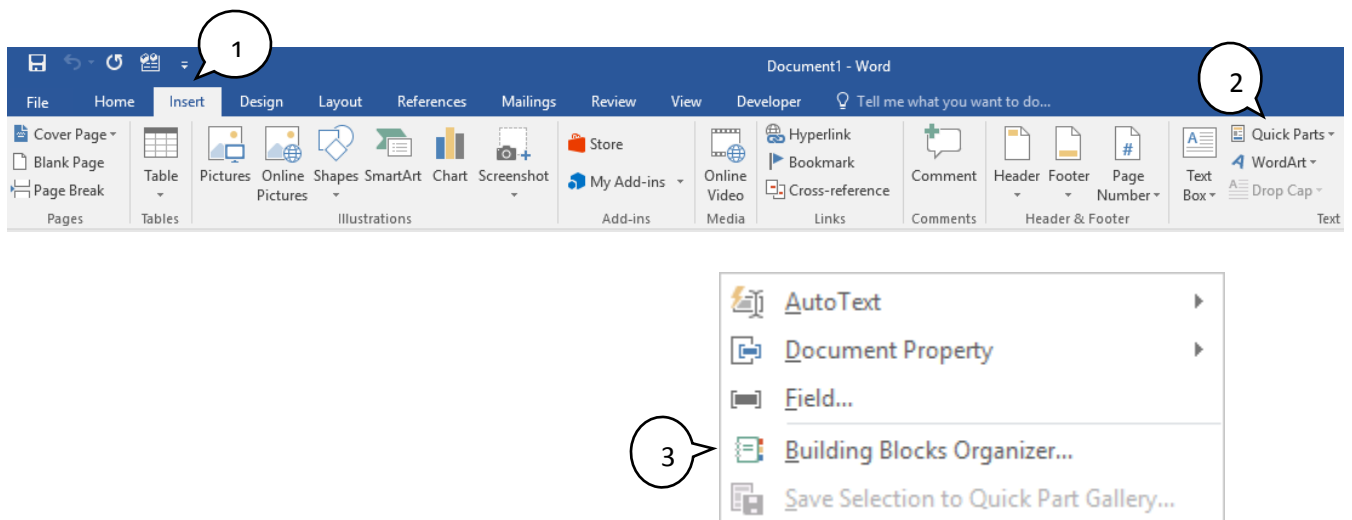 1
2
Document1 - Word
File Home Insert Design Layout References Mailings Review View Developer Tell me what you want to do...
Cover Page
Blank Page
Page Break
Pages
Table
Tables
Pictures
Online Pictures
Shapes
SmartArt
Chart
Screenshot
Illustrations
Store
My Add-ins
Add-ins
Online Video
Media
Hyperlink
Bookmark
Cross-reference
Links
Comment
Comments
Header
Footer
Page Number
#
Header & Footer
Text Box
Quick Parts
WordArt
Drop Cap
Text
AutoText
Document Property
Field...
3
Building Blocks Organizer...
Save Selection to Quick Part Gallery...